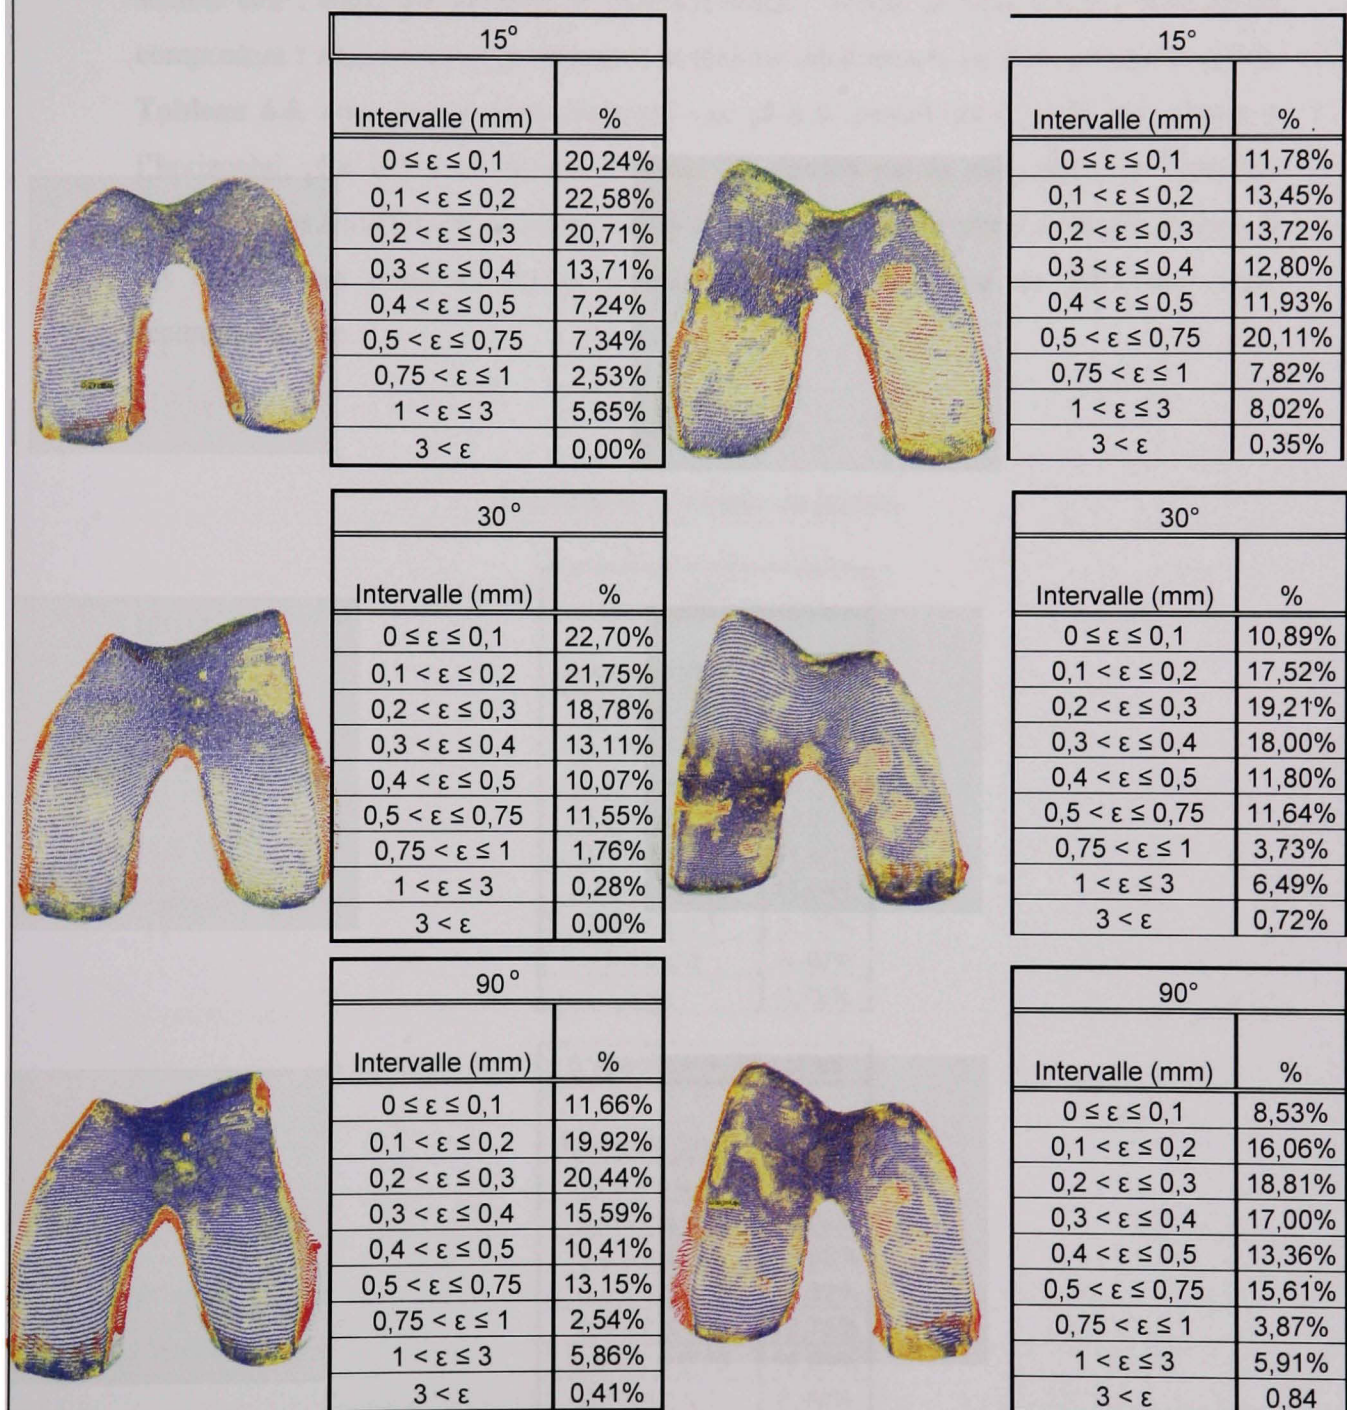 15°
Intervalle (mm) %
0 ≤ ε ≤ 0,1 20,24%
0,1 < ε ≤ 0,2 22,58%
0,2 < ε ≤ 0,3 20,71%
0,3 < ε ≤ 0,4 13,71%
0,4 < ε ≤ 0,5 7,24%
0,5 < ε ≤ 0,75 7,34%
0,75 < ε ≤ 1 2,53%
1 < ε ≤ 3 5,65%
3 < ε 0,00%
15°
Intervalle (mm) %
0 ≤ ε ≤ 0,1 11,78%
0,1 < ε ≤ 0,2 13,45%
0,2 < ε ≤ 0,3 13,72%
0,3 < ε ≤ 0,4 12,80%
0,4 < ε ≤ 0,5 11,93%
0,5 < ε ≤ 0,75 20,11%
0,75 < ε ≤ 1 7,82%
1 < ε ≤ 3 8,02%
3 < ε 0,35%
30°
Intervalle (mm) %
0 ≤ ε ≤ 0,1 22,70%
0,1 < ε ≤ 0,2 21,75%
0,2 < ε ≤ 0,3 18,78%
0,3 < ε ≤ 0,4 13,11%
0,4 < ε ≤ 0,5 10,07%
0,5 < ε ≤ 0,75 11,55%
0,75 < ε ≤ 1 1,76%
1 < ε ≤ 3 0,28%
3 < ε 0,00%
30°
Intervalle (mm) %
0 ≤ ε ≤ 0,1 10,89%
0,1 < ε ≤ 0,2 17,52%
0,2 < ε ≤ 0,3 19,21%
0,3 < ε ≤ 0,4 18,00%
0,4 < ε ≤ 0,5 11,80%
0,5 < ε ≤ 0,75 11,64%
0,75 < ε ≤ 1 3,73%
1 < ε ≤ 3 6,49%
3 < ε 0,72%
90°
Intervalle (mm) %
0 ≤ ε ≤ 0,1 11,66%
0,1 < ε ≤ 0,2 19,92%
0,2 < ε ≤ 0,3 20,44%
0,3 < ε ≤ 0,4 15,59%
0,4 < ε ≤ 0,5 10,41%
0,5 < ε ≤ 0,75 13,15%
0,75 < ε ≤ 1 2,54%
1 < ε ≤ 3 5,86%
3 < ε 0,41%
90°
Intervalle (mm) %
0 ≤ ε ≤ 0,1 8,53%
0,1 < ε ≤ 0,2 16,06%
0,2 < ε ≤ 0,3 18,81%
0,3 < ε ≤ 0,4 17,00%
0,4 < ε ≤ 0,5 13,36%
0,5 < ε ≤ 0,75 15,61%
0,75 < ε ≤ 1 3,87%
1 < ε ≤ 3 5,91%
3 < ε 0,84